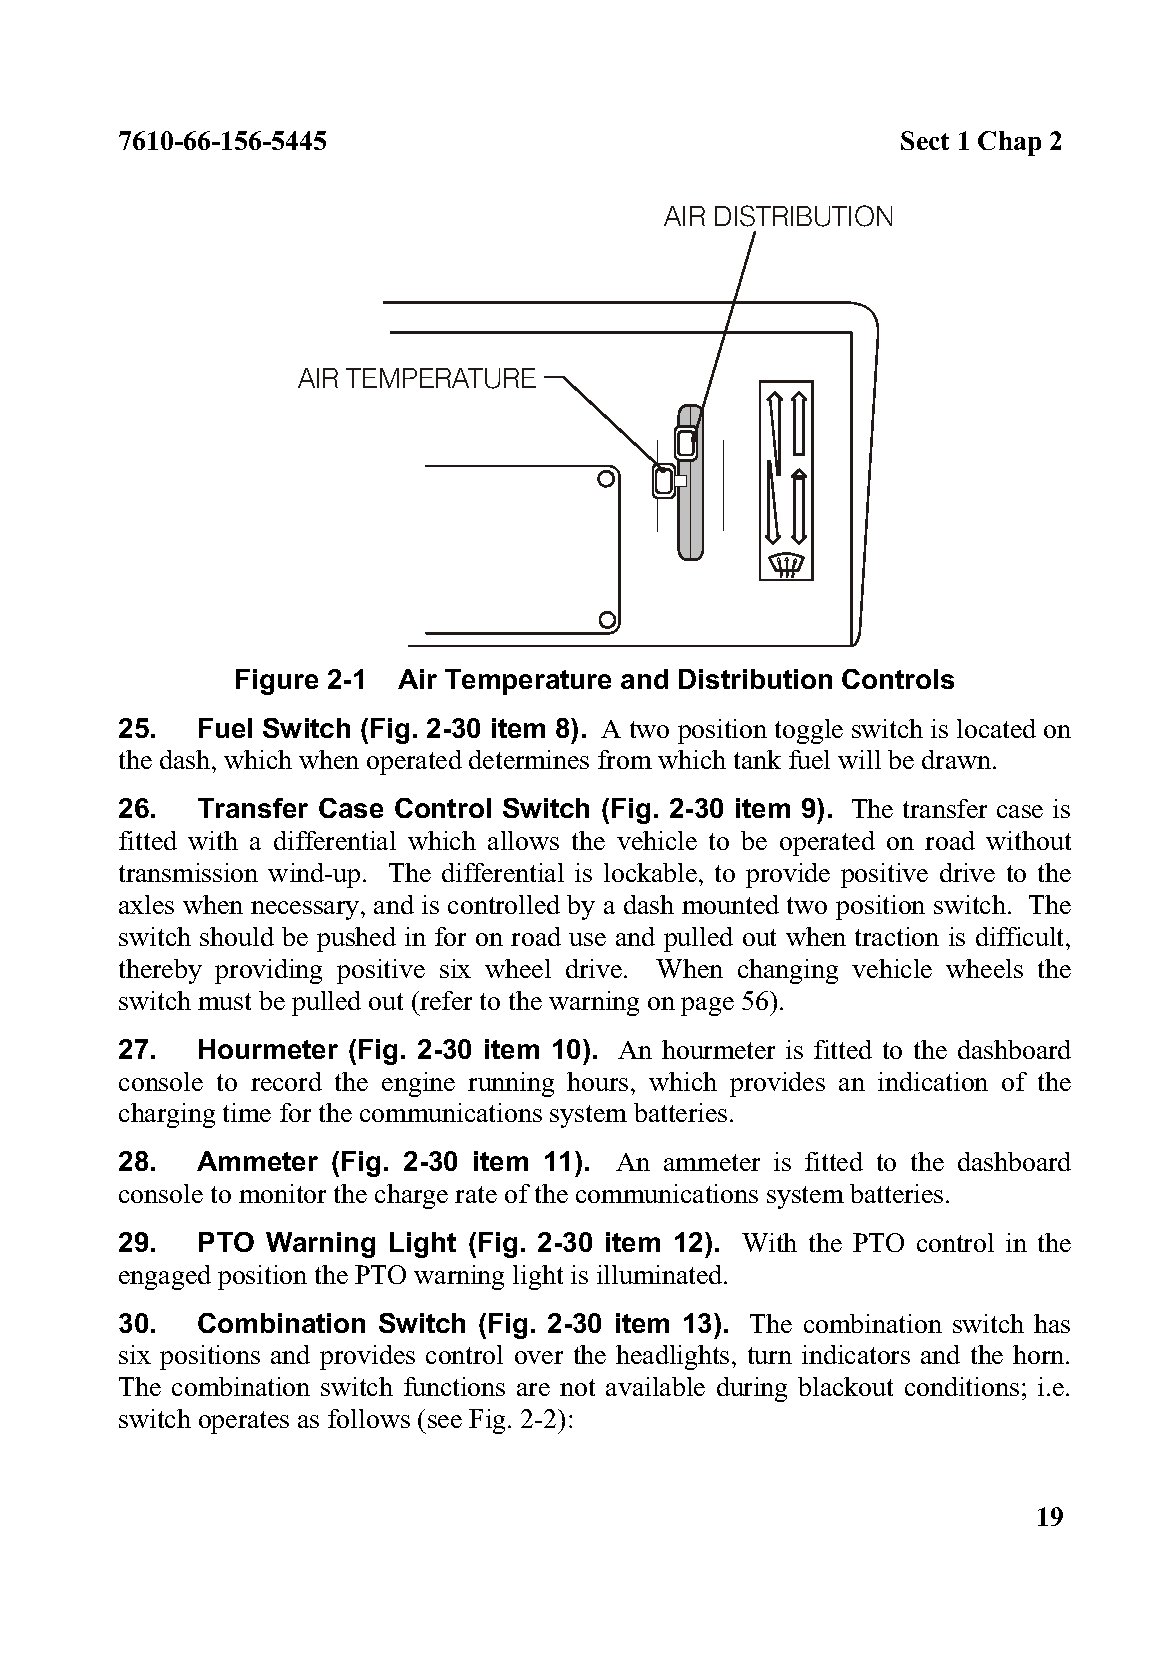 7610-66-156-5445 Sect 1 Chap 2
AIR DISTRIBUTION
AIR TEMPERATURE
Figure 2-1 Air Temperature and Distribution Controls
25. Fuel Switch (Fig. 2-30 item 8). A two position toggle switch is located on
the dash, which when operated determines from which tank fuel will be drawn.
26. Transfer Case Control Switch (Fig. 2-30 item 9). The transfer case is
fitted with a differential which allows the vehicle to be operated on road without
transmission wind-up. The differential is lockable, to provide positive drive to the
axles when necessary, and is controlled by a dash mounted two position switch. The
switch should be pushed in for on road use and pulled out when traction is difficult,
thereby providing positive six wheel drive. When changing vehicle wheels the
switch must be pulled out (refer to the warning on page 56).
27. Hourmeter (Fig. 2-30 item 10). An hourmeter is fitted to the dashboard
console to record the engine running hours, which provides an indication of the
charging time for the communications system batteries.
28. Ammeter (Fig. 2-30 item 11). An ammeter is fitted to the dashboard
console to monitor the charge rate of the communications system batteries.
29. PTO Warning Light (Fig. 2-30 item 12). With the PTO control in the
engaged position the PTO warning light is illuminated.
30. Combination Switch (Fig. 2-30 item 13). The combination switch has
six positions and provides control over the headlights, turn indicators and the horn.
The combination switch functions are not available during blackout conditions; i.e.
switch operates as follows (see Fig. 2-2):
19